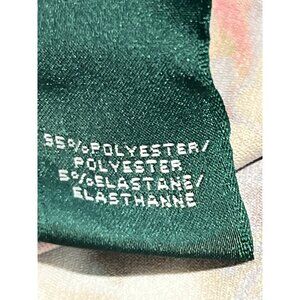 95%POLYESTER/
POLYESTER
5%ELASTANE/
ELASTHANNE